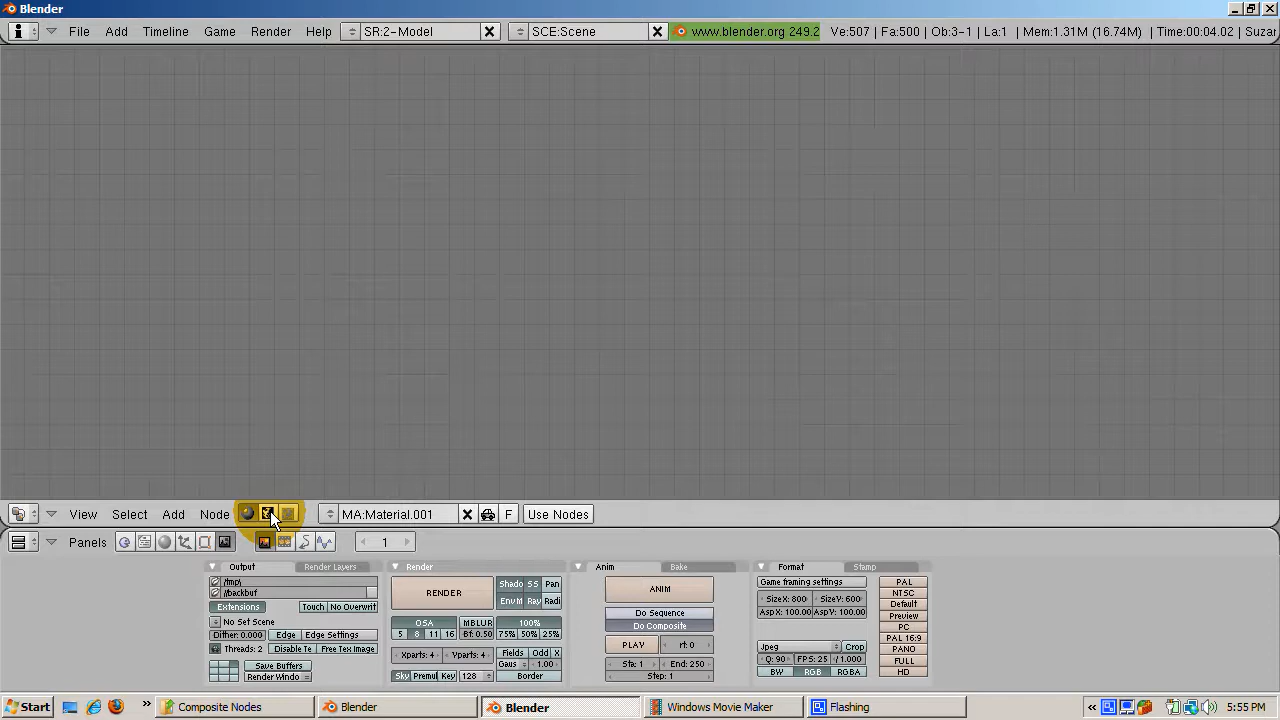 Blender
File Add Timeline Game Render Help SR:2-Model SCE:Scene www.blender.org 249.2 Ve:507 | Fa:500 | Ob:3-1 | La:1 | Mem:1.31M (16.74M) | Time:00:04.02 | Suza
View Select Add Node MA:Material.001 F Use Nodes
Panels 1
Output Render Layers Render Anim Bake Format Stamp
/tmp\
//backbuf
Extensions Touch No Overwrit
No Set Scene
Dither: 0.000 Edge Edge Settings
Threads: 2 Disable Te Free Tex Image
Save Buffers
Render Windo
RENDER
Shado SS Pan
EnvM Ray Radi
OSA MBLUR 100%
5 8 11 16 Bf: 0.50 75% 50% 25%
Xparts: 4 Yparts: 4 Fields Odd X
Gaus 1.00
Sky Premul Key 128 Border
ANIM
Do Sequence
Do Composite
PLAY rt: 0
Sta: 1 End: 250
Step: 1
Game framing settings
SizeX: 800 SizeY: 600
AspX: 100.00 AspY: 100.00
Jpeg Crop
Q: 90 FPS: 25 /1.000
BW RGB RGBA
PAL
NTSC
Default
Preview
PC
PAL 16:9
PANO
FULL
HD
Start » Composite Nodes Blender Blender Windows Movie Maker Flashing « 5:55 PM